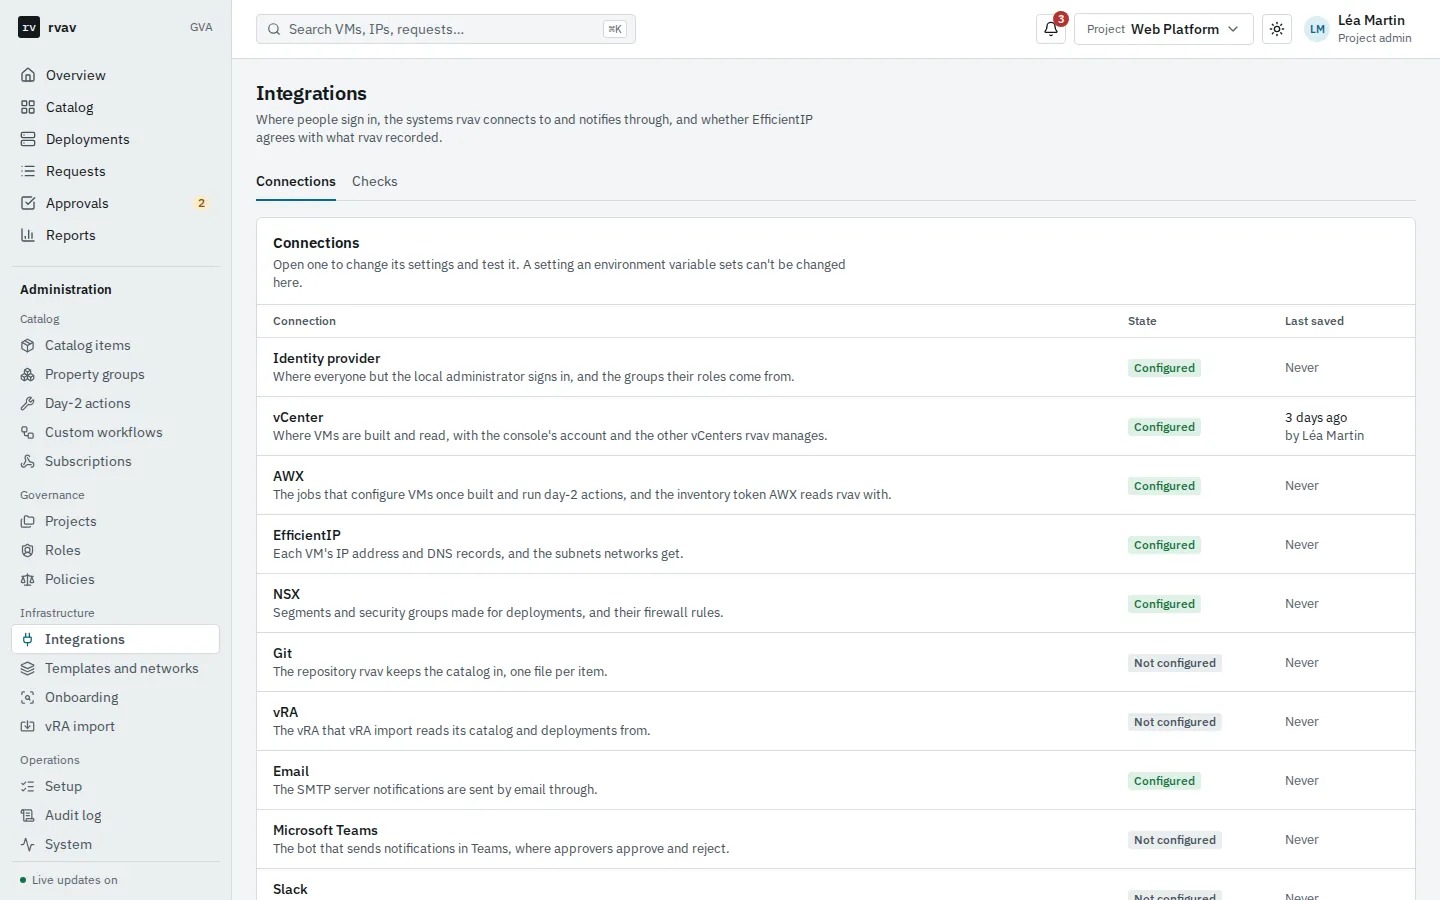 rv rvav GVA
Search VMs, IPs, requests... ⌘K
3
Project Web Platform
LM
Léa Martin
Project admin
Overview
Catalog
Deployments
Requests
Approvals 2
Reports
Administration
Catalog
Catalog items
Property groups
Day-2 actions
Custom workflows
Subscriptions
Governance
Projects
Roles
Policies
Infrastructure
Integrations
Templates and networks
Onboarding
vRA import
Operations
Setup
Audit log
System
Live updates on
Integrations
Where people sign in, the systems rvav connects to and notifies through, and whether EfficientIP
agrees with what rvav recorded.
Connections Checks
Connections
Open one to change its settings and test it. A setting an environment variable sets can't be changed
here.
Connection State Last saved
Identity provider
Where everyone but the local administrator signs in, and the groups their roles come from.
Configured Never
vCenter
Where VMs are built and read, with the console's account and the other vCenters rvav manages.
Configured
3 days ago
by Léa Martin
AWX
The jobs that configure VMs once built and run day-2 actions, and the inventory token AWX reads rvav with.
Configured Never
EfficientIP
Each VM's IP address and DNS records, and the subnets networks get.
Configured Never
NSX
Segments and security groups made for deployments, and their firewall rules.
Configured Never
Git
The repository rvav keeps the catalog in, one file per item.
Not configured Never
vRA
The vRA that vRA import reads its catalog and deployments from.
Not configured Never
Email
The SMTP server notifications are sent by email through.
Configured Never
Microsoft Teams
The bot that sends notifications in Teams, where approvers approve and reject.
Not configured Never
Slack
Not configured Never